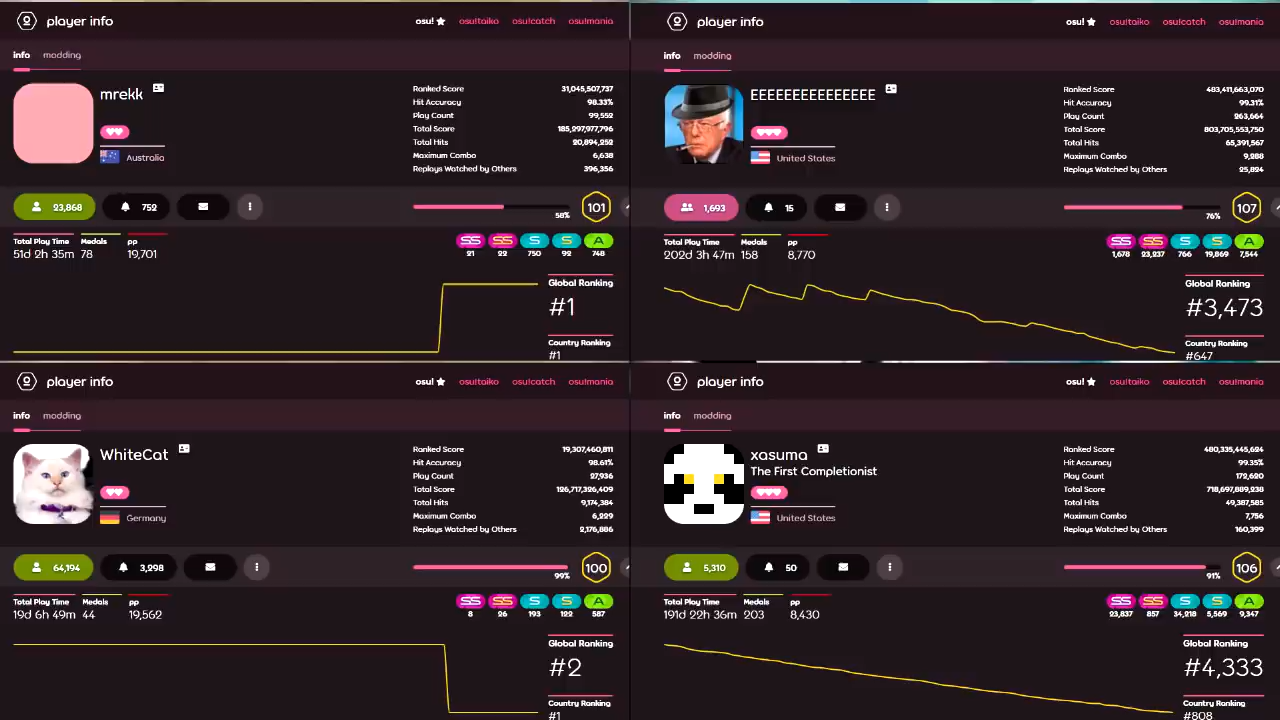 player info
osu! osu!taiko osu!catch osu!mania
info modding
mrekk
Australia
Ranked Score 31,045,507,737
Hit Accuracy 98.33%
Play Count 99,552
Total Score 185,297,977,796
Total Hits 20,894,252
Maximum Combo 6,638
Replays Watched by Others 396,356
23,868 752
58% 101
Total Play Time Medals pp
51d 2h 35m 78 19,701
SS SS S S A
21 22 750 92 748
Global Ranking
#1
Country Ranking
#1
player info
osu! osu!taiko osu!catch osu!mania
info modding
EEEEEEEEEEEEEEE
United States
Ranked Score 483,411,663,070
Hit Accuracy 99.31%
Play Count 263,664
Total Score 803,705,553,750
Total Hits 65,391,567
Maximum Combo 9,288
Replays Watched by Others 25,824
1,693 15
76% 107
Total Play Time Medals pp
202d 3h 47m 158 8,770
SS SS S S A
1,678 23,237 766 19,869 7,544
Global Ranking
#3,473
Country Ranking
#647
player info
osu! osu!taiko osu!catch osu!mania
info modding
WhiteCat
Germany
Ranked Score 19,307,460,811
Hit Accuracy 98.61%
Play Count 27,936
Total Score 126,717,326,409
Total Hits 9,174,384
Maximum Combo 6,229
Replays Watched by Others 2,176,886
64,194 3,298
99% 100
Total Play Time Medals pp
19d 6h 49m 44 19,562
SS SS S S A
8 26 193 122 587
Global Ranking
#2
Country Ranking
#1
player info
osu! osu!taiko osu!catch osu!mania
info modding
xasuma
The First Completionist
United States
Ranked Score 480,335,445,624
Hit Accuracy 99.35%
Play Count 172,620
Total Score 718,697,889,238
Total Hits 49,387,585
Maximum Combo 7,756
Replays Watched by Others 160,399
5,310 50
91% 106
Total Play Time Medals pp
191d 22h 36m 203 8,430
SS SS S S A
23,837 857 34,218 5,569 9,347
Global Ranking
#4,333
Country Ranking
#808